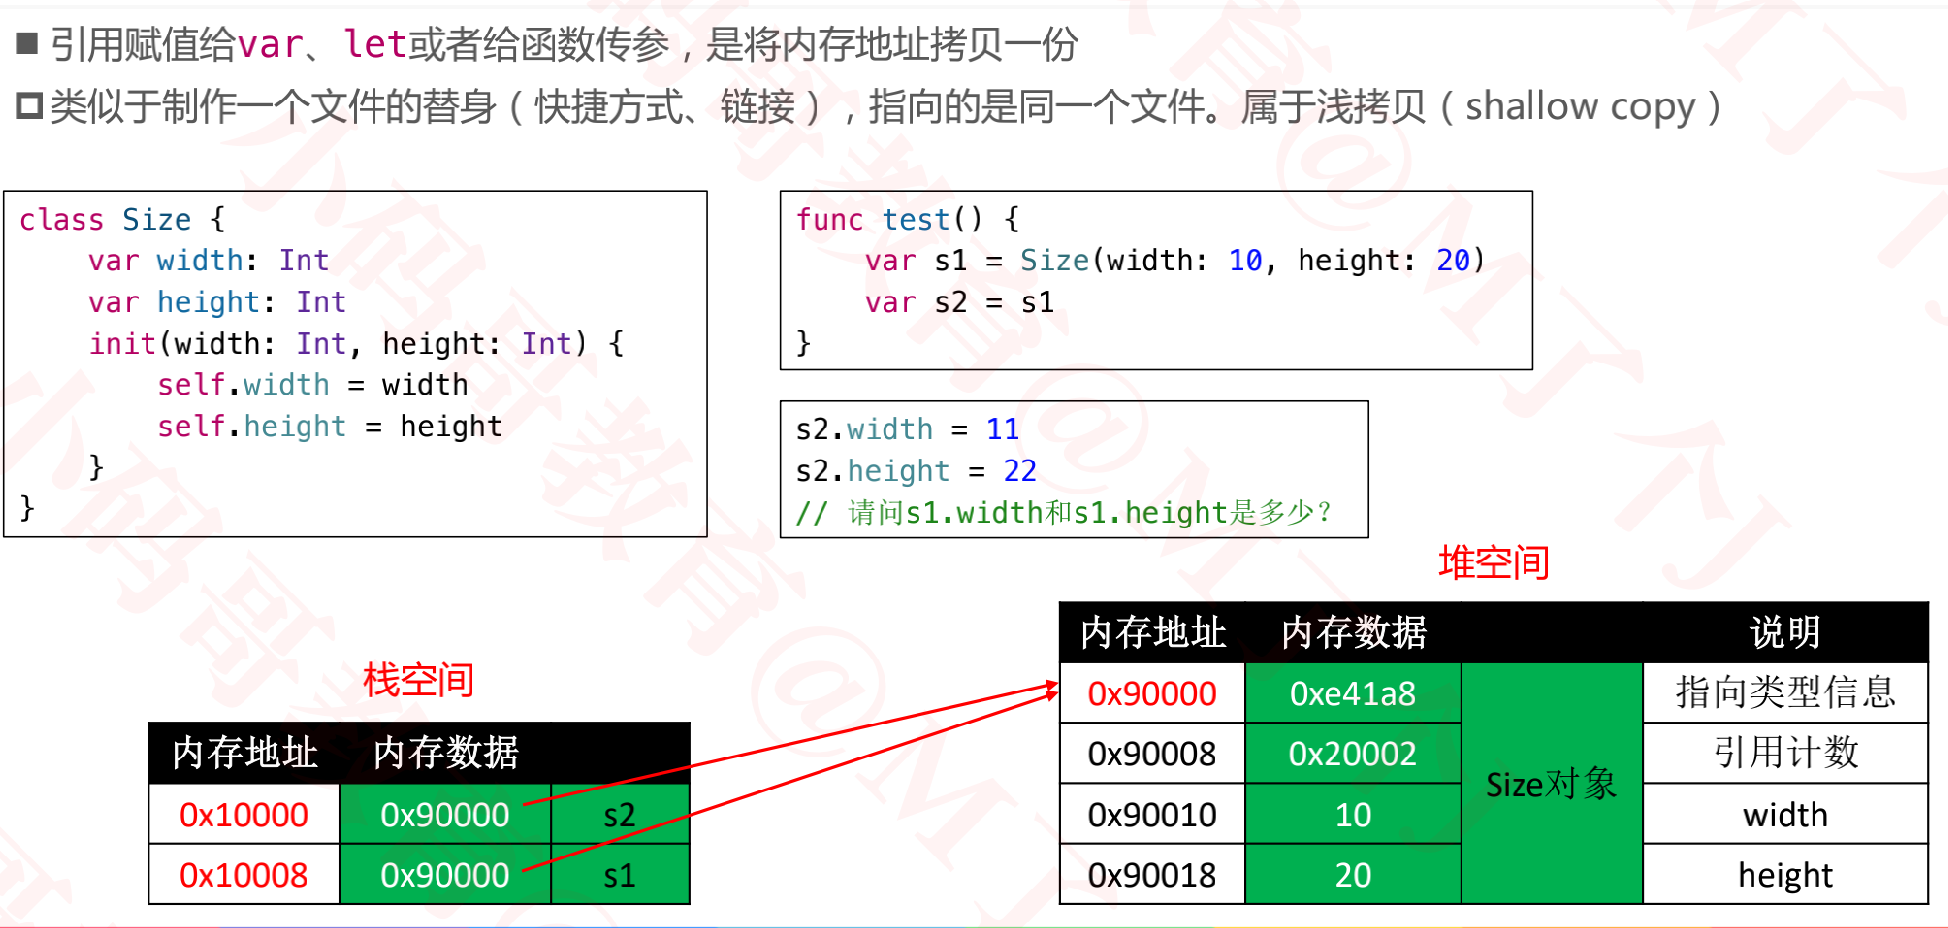 ■ 引用赋值给var、let或者给函数传参，是将内存地址拷贝一份
类似于制作一个文件的替身（快捷方式、链接），指向的是同一个文件。属于浅拷贝（shallow copy）
class Size {
    var width: Int
    var height: Int
    init(width: Int, height: Int) {
        self.width = width
        self.height = height
    }
}
func test() {
    var s1 = Size(width: 10, height: 20)
    var s2 = s1
}
s2.width = 11
s2.height = 22
// 请问s1.width和s1.height是多少？
栈空间
内存地址 内存数据
0x10000 0x90000 s2
0x10008 0x90000 s1
堆空间
内存地址 内存数据 说明
0x90000 0xe41a8 指向类型信息
0x90008 0x20002 引用计数
Size对象
0x90010 10 width
0x90018 20 height
小码哥教育@M了个J